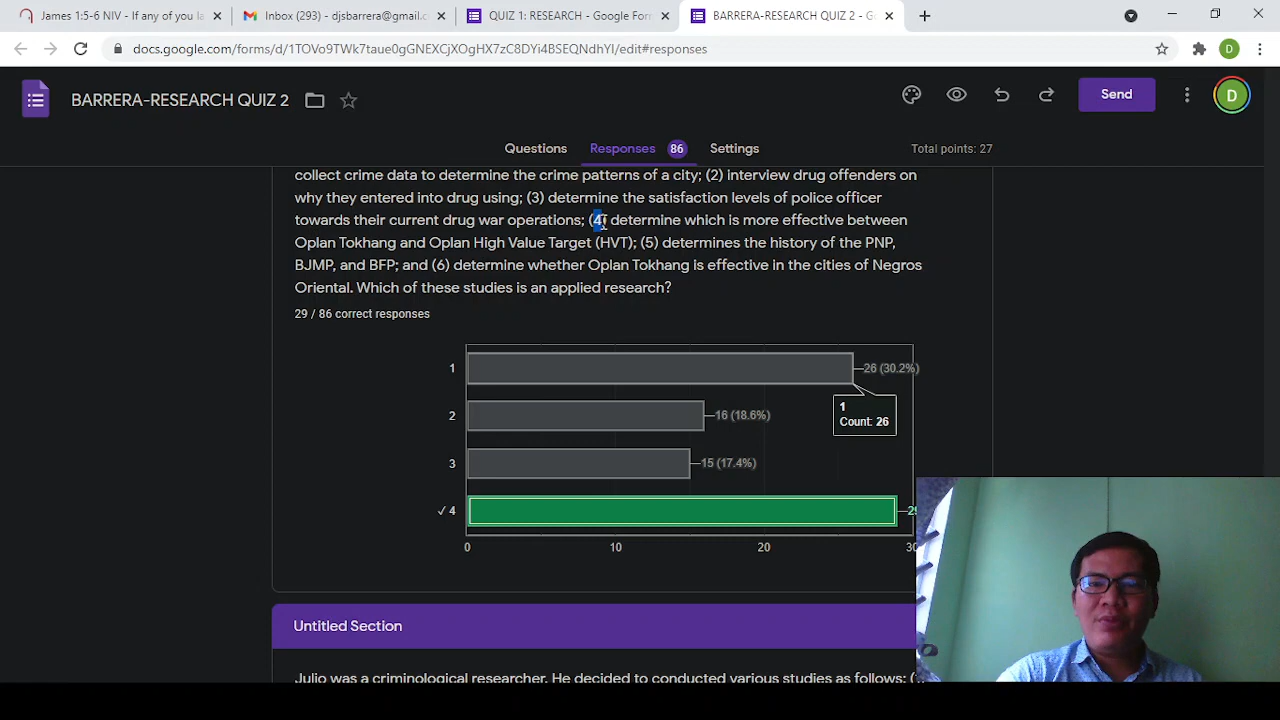 James 1:5-6 NIV - If any of you la
Inbox (293) - djsbarrera@gmail.c
QUIZ 1: RESEARCH - Google Form
BARRERA-RESEARCH QUIZ 2 - Go
docs.google.com/forms/d/1TOVo9TWk7taue0gGNEXCjXOgHX7zC8DYi4BSEQNdhYI/edit#responses
D
BARRERA-RESEARCH QUIZ 2
Send
D
Questions
Responses 86
Settings
Total points: 27
collect crime data to determine the crime patterns of a city; (2) interview drug offenders on
why they entered into drug using; (3) determine the satisfaction levels of police officer
towards their current drug war operations; (4) determine which is more effective between
Oplan Tokhang and Oplan High Value Target (HVT); (5) determines the history of the PNP,
BJMP, and BFP; and (6) determine whether Oplan Tokhang is effective in the cities of Negros
Oriental. Which of these studies is an applied research?
29 / 86 correct responses
1
26 (30.2%)
1
Count: 26
2
16 (18.6%)
3
15 (17.4%)
✓ 4
29
0
10
20
30
Untitled Section
Julio was a criminological researcher. He decided to conducted various studies as follows: (